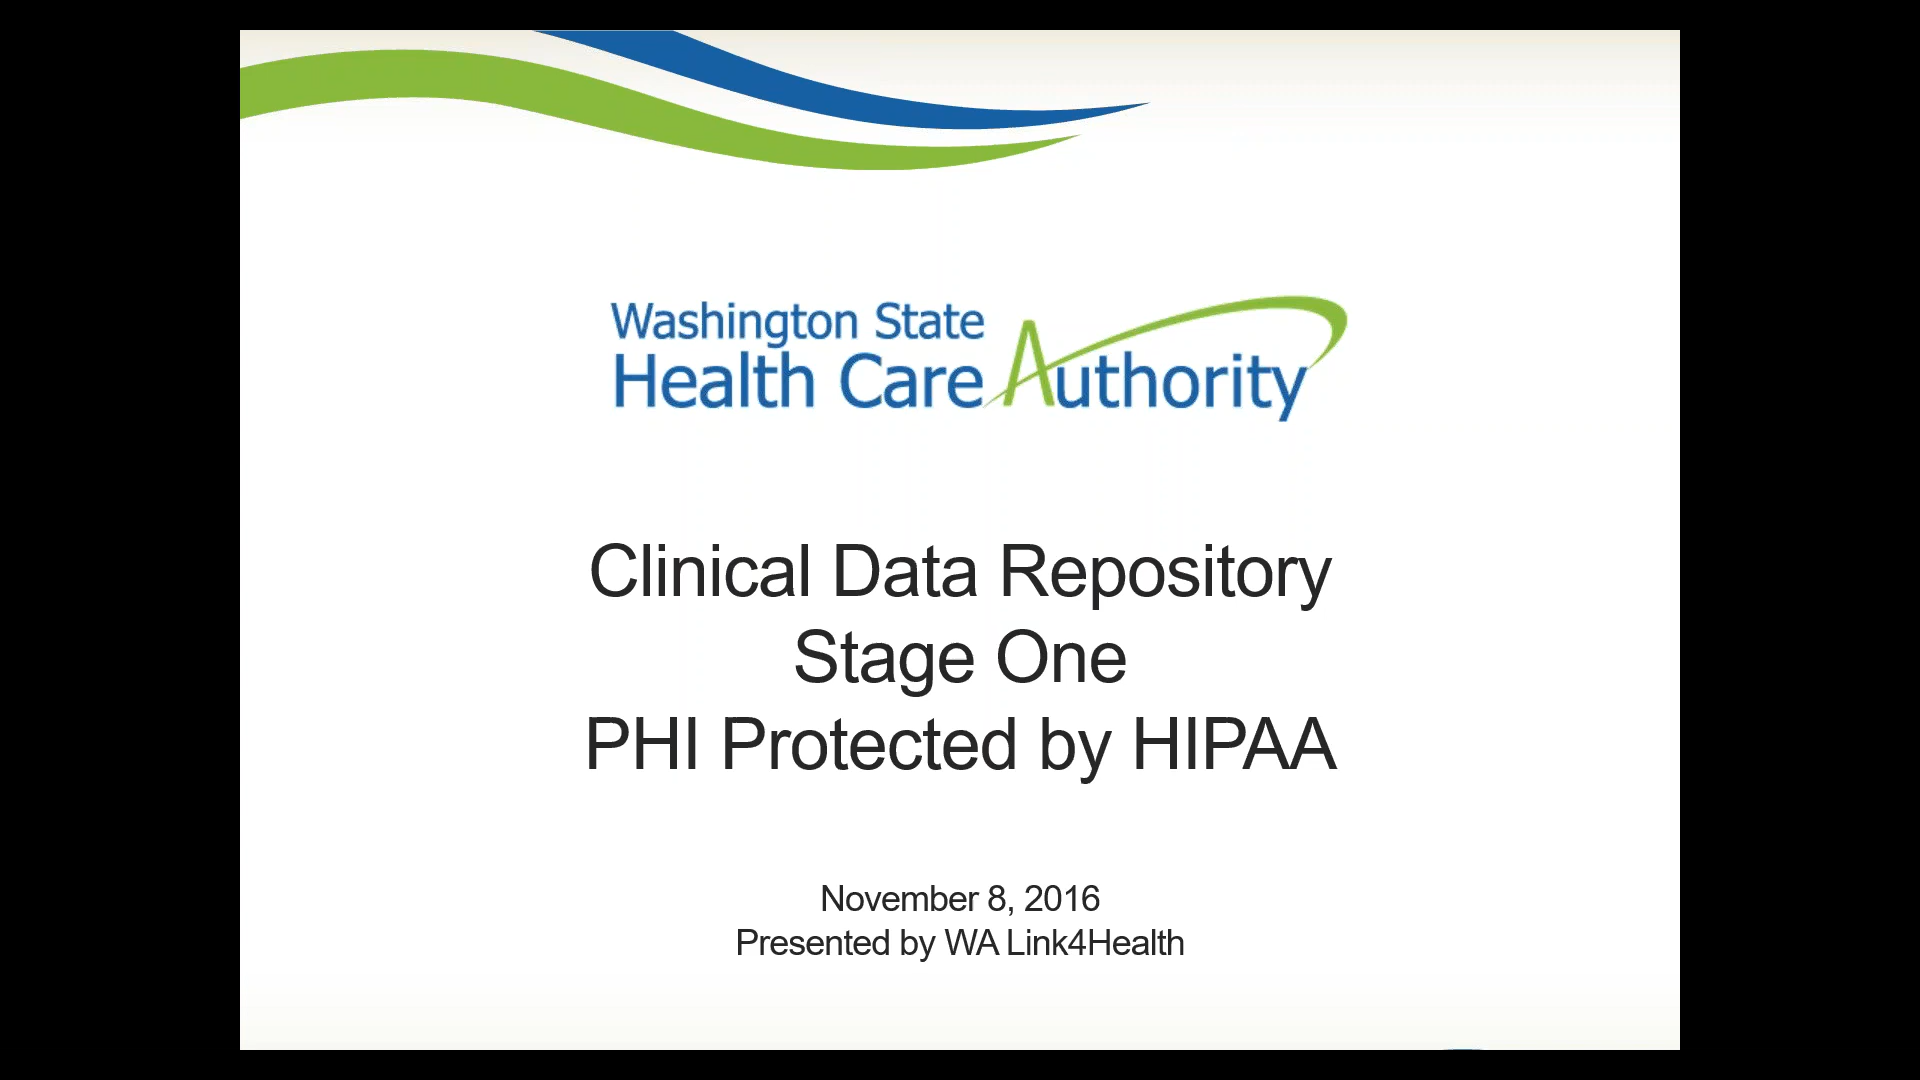 Washington State
Health Care Authority
Clinical Data Repository
Stage One
PHI Protected by HIPAA
November 8, 2016
Presented by WA Link4Health